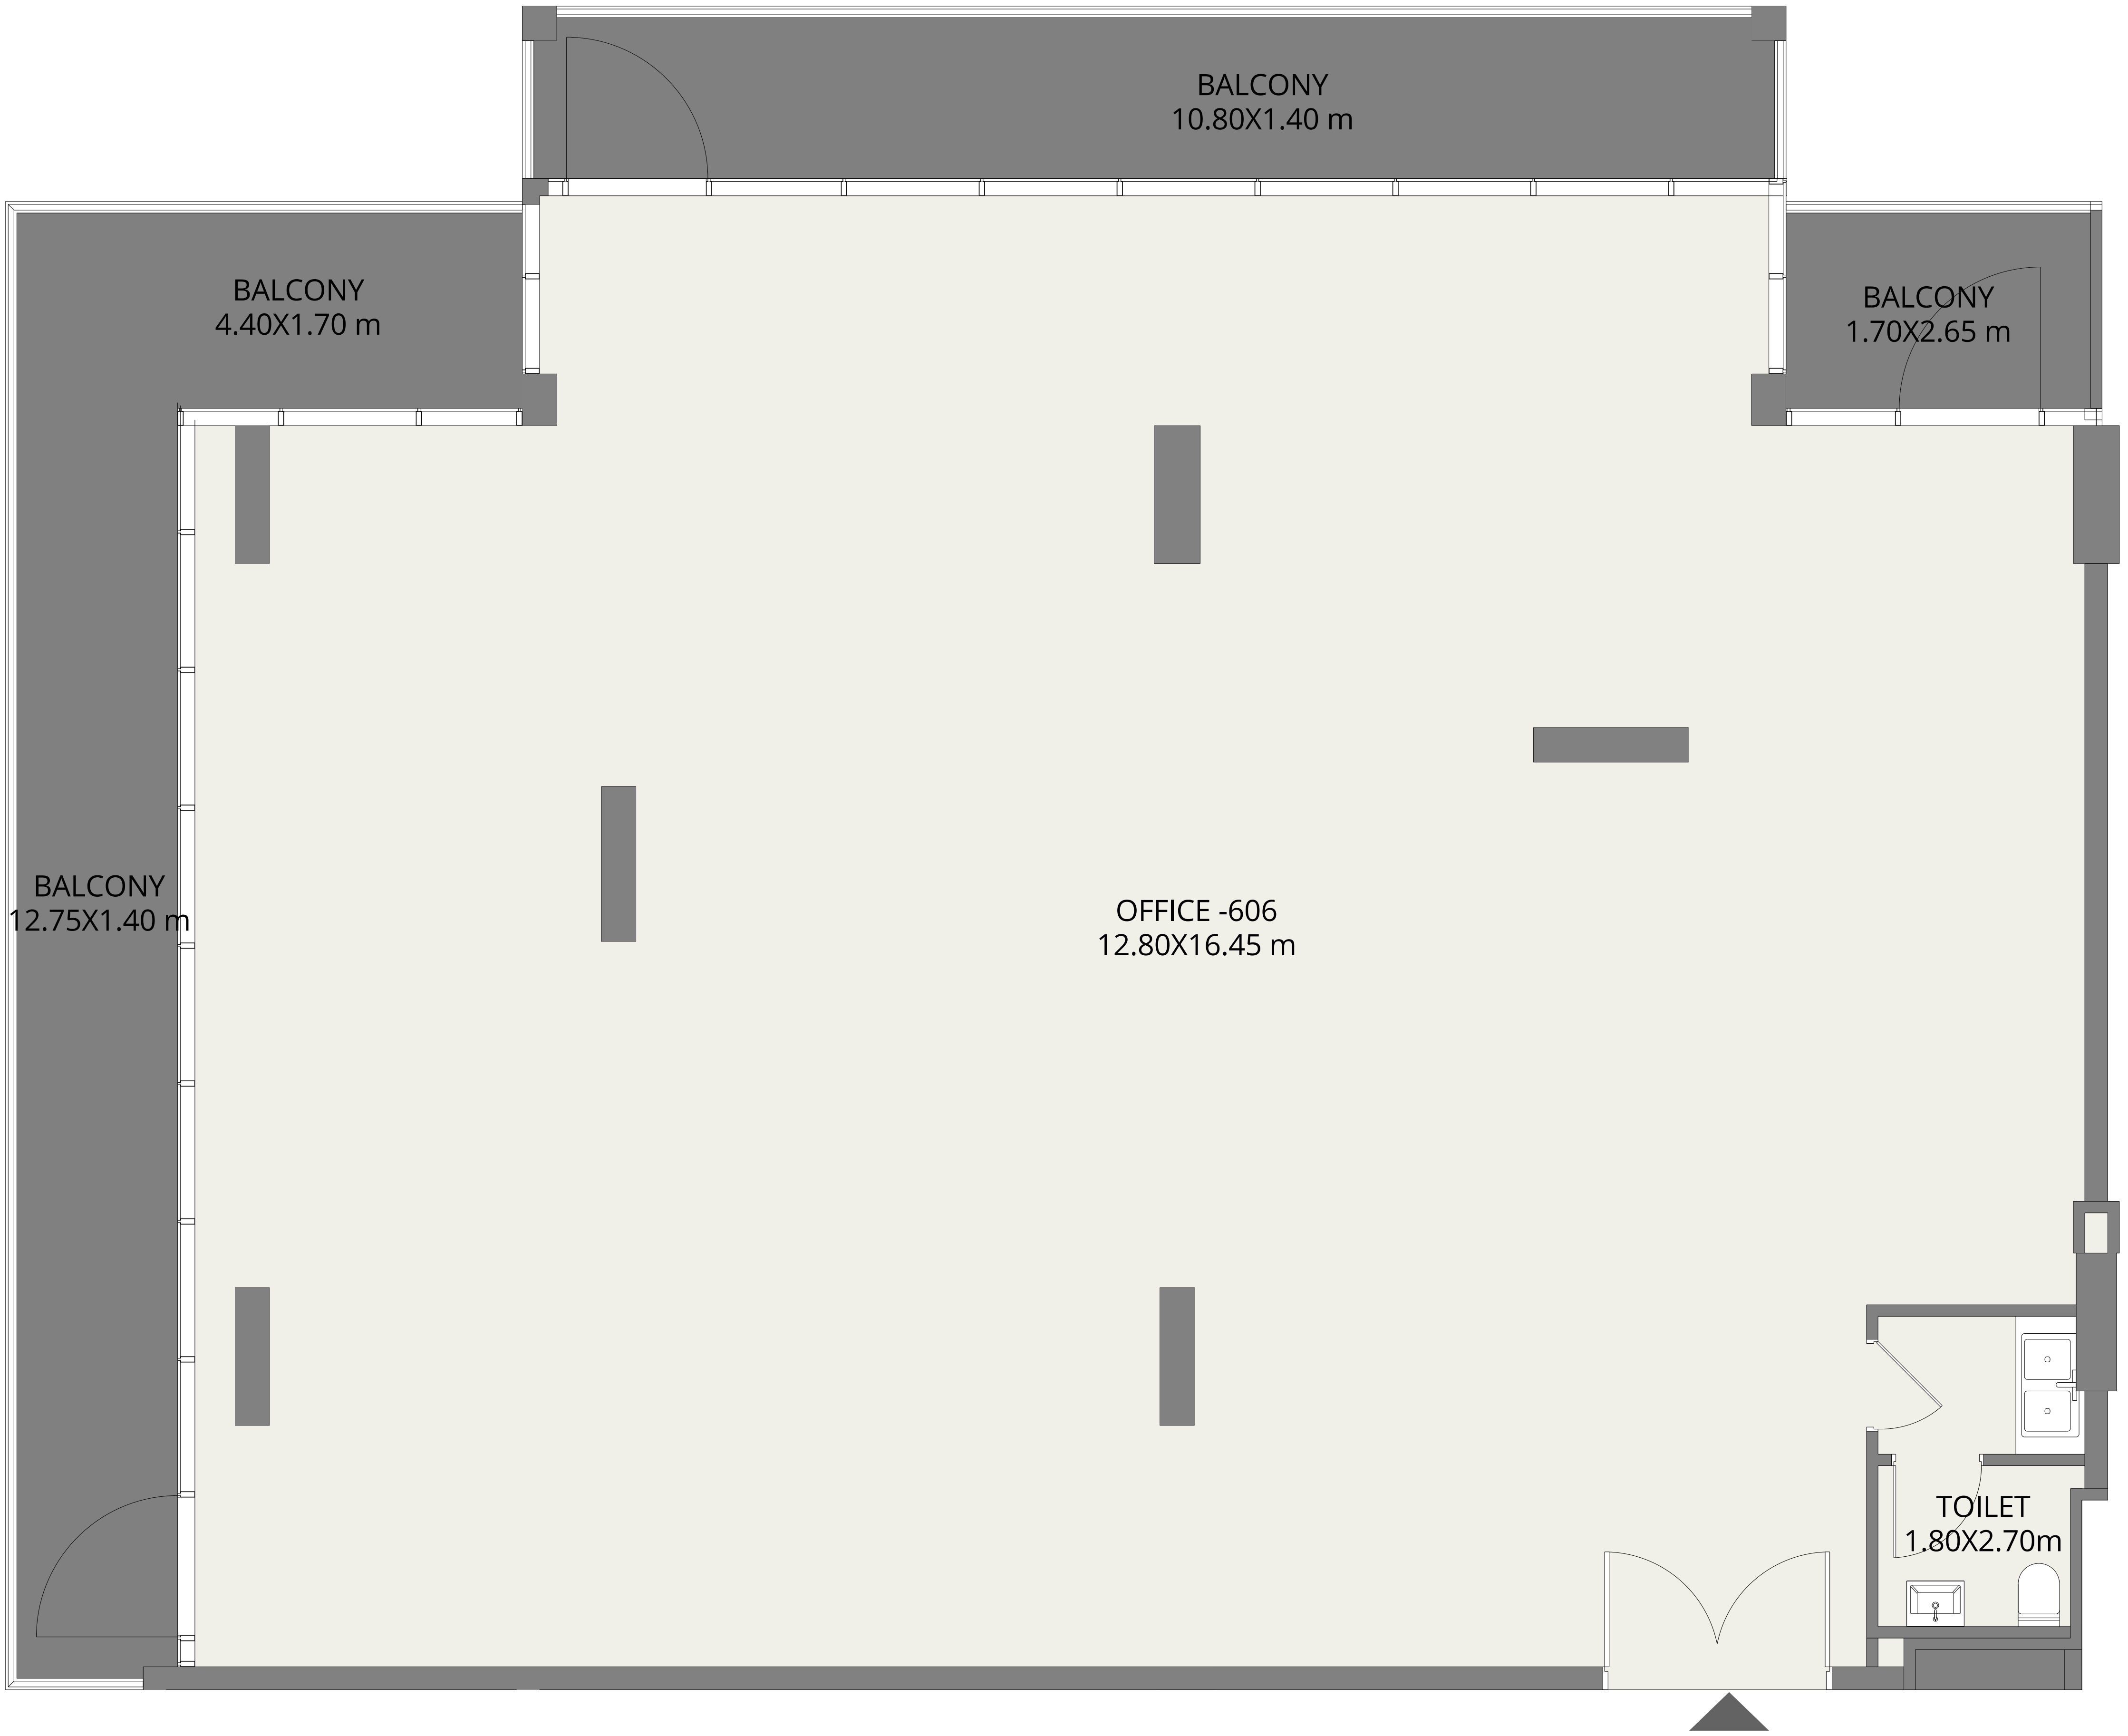 BALCONY
10.80X1.40 m
BALCONY
4.40X1.70 m
BALCONY
1.70X2.65 m
BALCONY
12.75X1.40 m
OFFICE -606
12.80X16.45 m
TOILET
1.80X2.70m